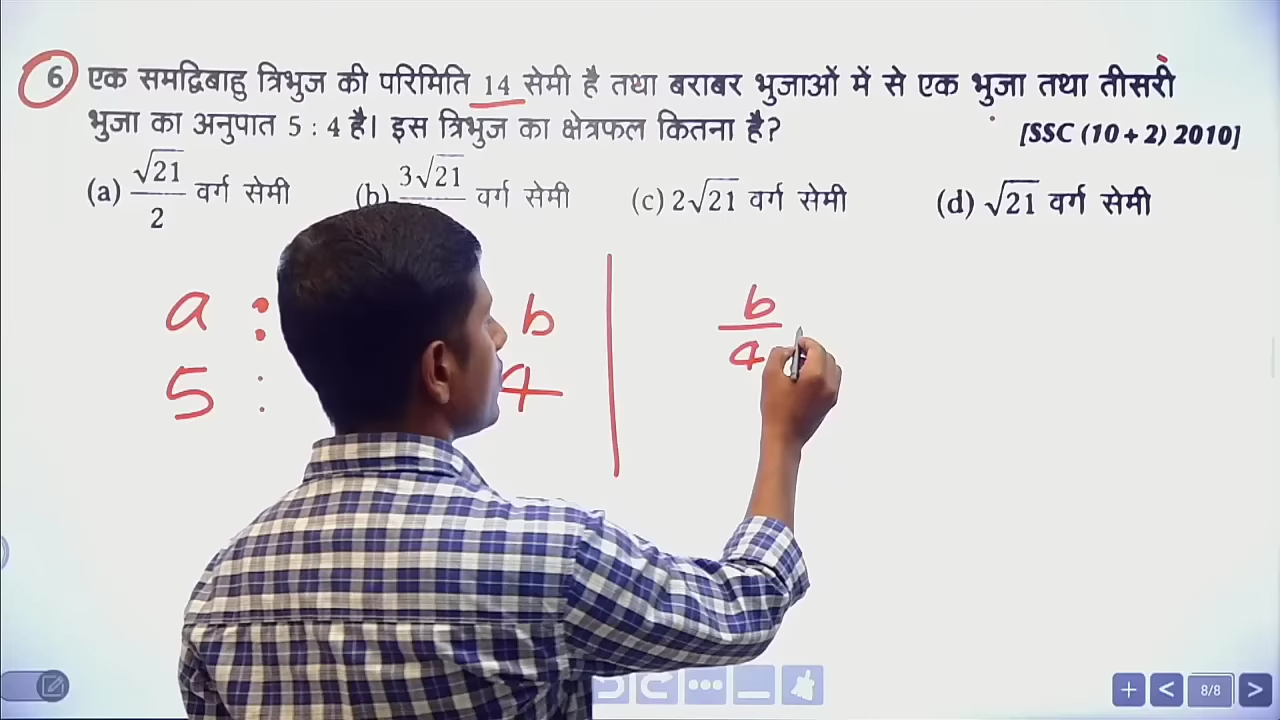 6 एक समद्विबाहु त्रिभुज की परिमिति 14 सेमी है तथा बराबर भुजाओं में से एक भुजा तथा तीसरी
भुजा का अनुपात 5 : 4 है। इस त्रिभुज का क्षेत्रफल कितना है?
[SSC (10 + 2) 2010]
(a) √21/2 वर्ग सेमी (b) 3√21 वर्ग सेमी (c) 2√21 वर्ग सेमी (d) √21 वर्ग सेमी
a : b
5 : 4
b/4
8/8